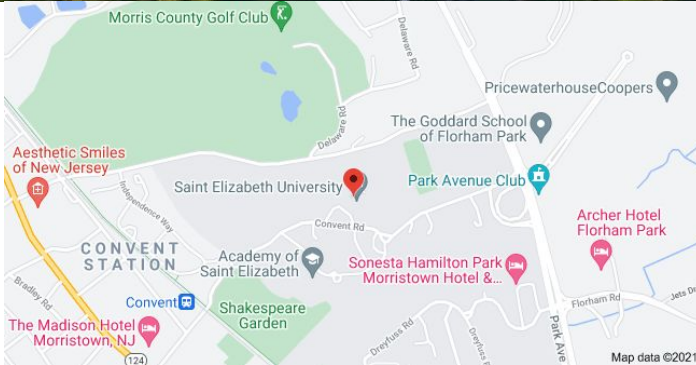 Morris County Golf Club
Delaware Rd
PricewaterhouseCoopers
Delaware Rd
The Goddard School
of Florham Park
Aesthetic Smiles
of New Jersey
Saint Elizabeth University
Park Avenue Club
Independence Way
Archer Hotel
Florham Park
Convent Rd
CONVENT
STATION
Academy of
Saint Elizabeth
Sonesta Hamilton Park
Morristown Hotel &...
Bradley Rd
Convent
Shakespeare
Garden
Jets Dr
Florham Rd
The Madison Hotel
Morristown, NJ
Park Ave
Dreyfuss Rd
Dreyfuss
124
Map data ©2021